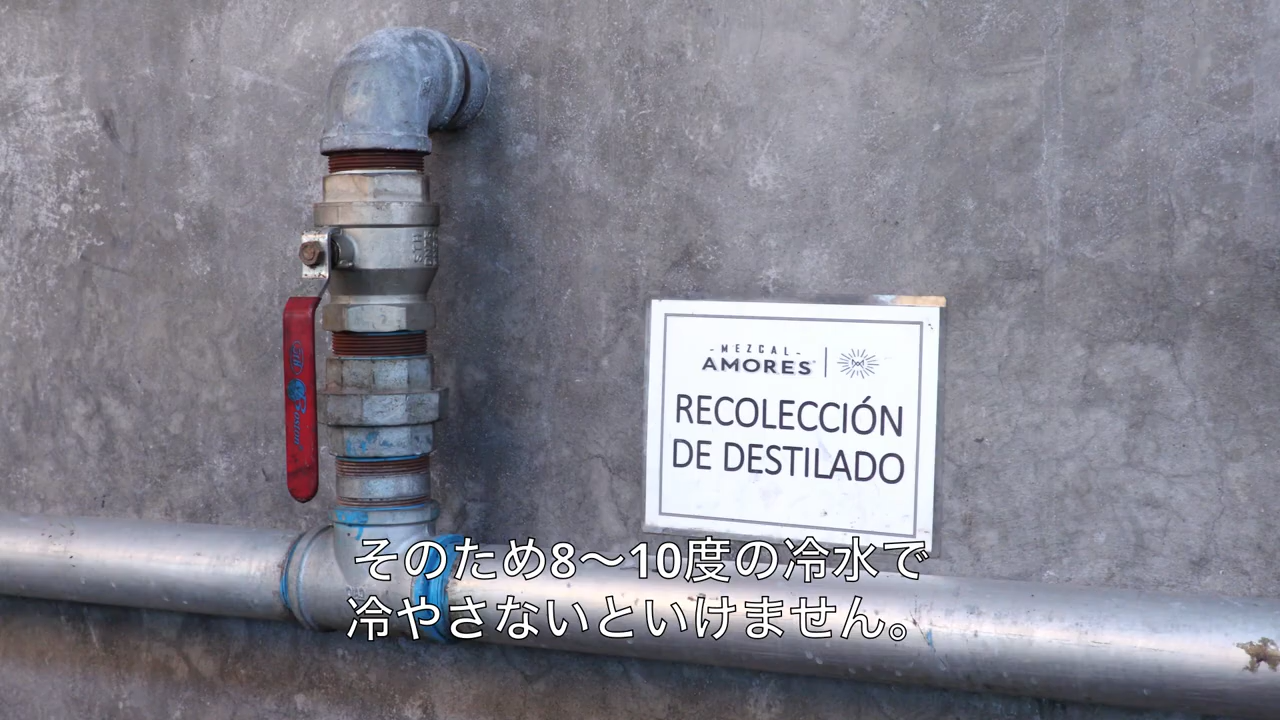 MEZCAL
AMORES
RECOLECCIÓN
DE DESTILADO
そのため8〜10度の冷水で
冷やさないといけません。